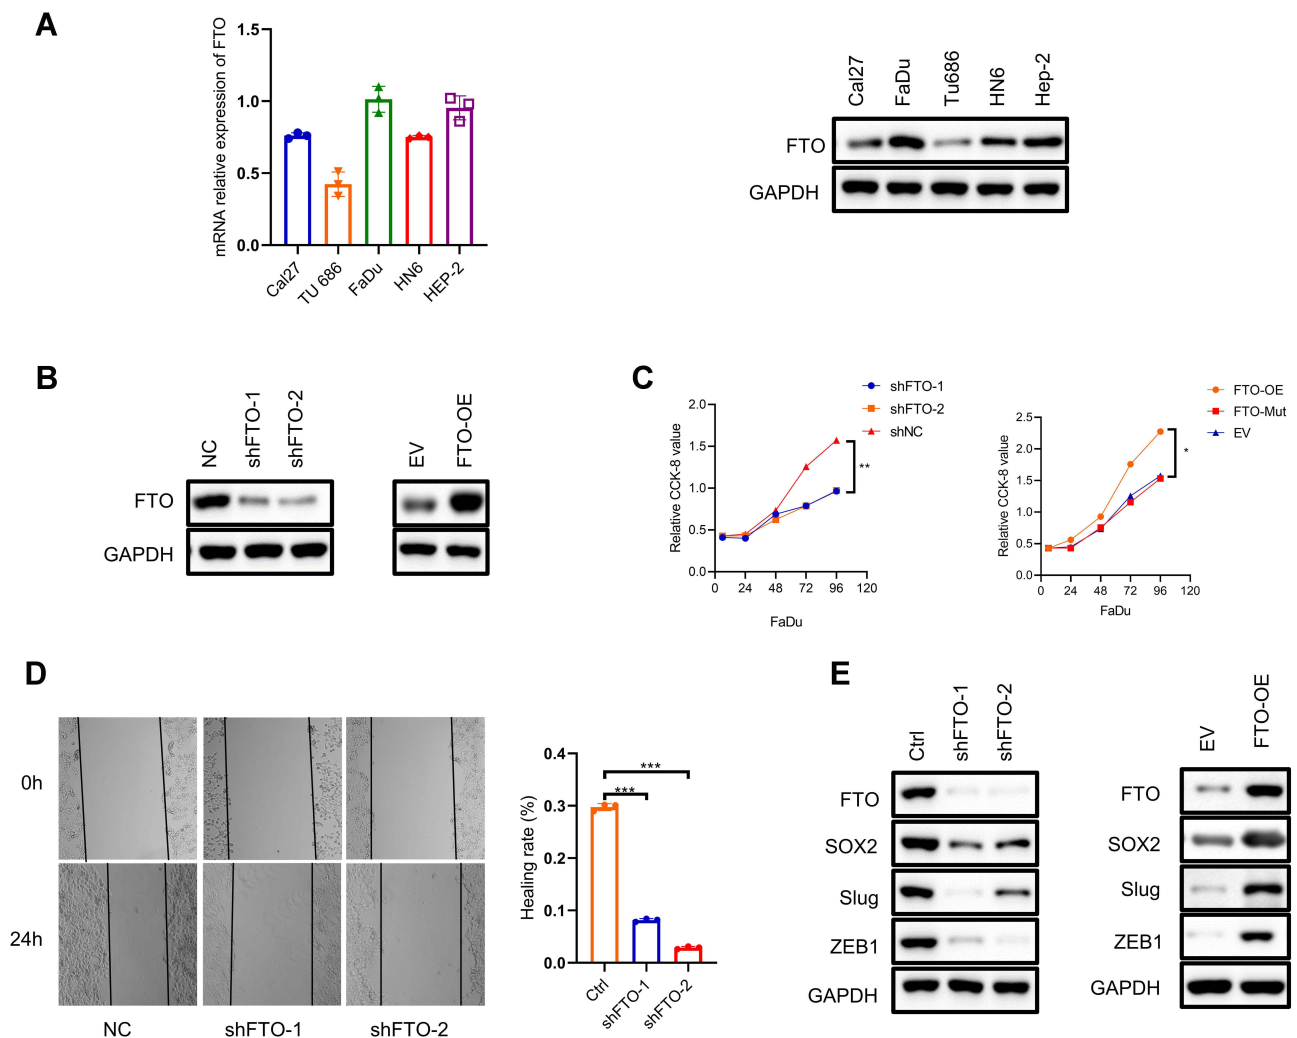 A
mRNA relative expression of FTO
1.5
1.0
0.5
0.0
Cal27
TU 686
FaDu
HN6
HEP-2
Cal27
FaDu
Tu686
HN6
Hep-2
FTO
GAPDH
B
NC
shFTO-1
shFTO-2
EV
FTO-OE
FTO
GAPDH
C
shFTO-1
shFTO-2
shNC
Relative CCK-8 value
2.0
1.5
1.0
0.5
0.0
**
0 24 48 72 96 120
FaDu
FTO-OE
FTO-Mut
EV
Relative CCK-8 value
2.5
2.0
1.5
1.0
0.5
0.0
*
0 24 48 72 96 120
FaDu
D
0h
24h
NC
shFTO-1
shFTO-2
Healing rate (%)
0.4
0.3
0.2
0.1
0.0
***
***
Ctrl
shFTO-1
shFTO-2
E
Ctrl
shFTO-1
shFTO-2
FTO
SOX2
Slug
ZEB1
GAPDH
EV
FTO-OE
FTO
SOX2
Slug
ZEB1
GAPDH